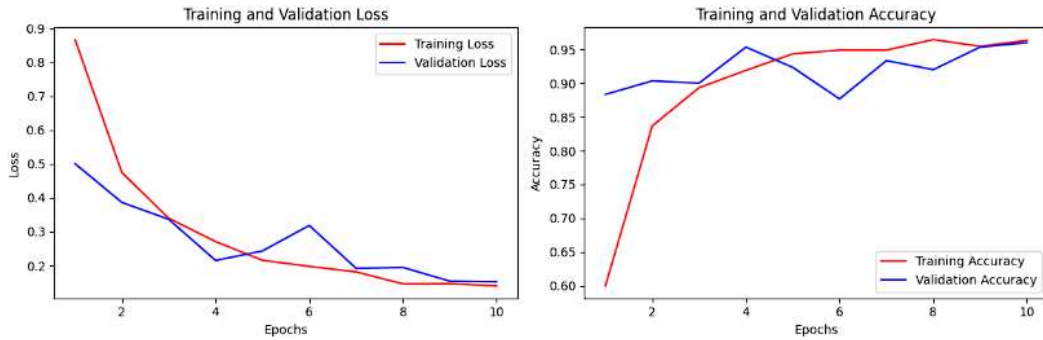 Training and Validation Loss
0.9
0.8
0.7
0.6
0.5
0.4
0.3
0.2
Loss
Training Loss
Validation Loss
2
4
6
8
10
Epochs
Training and Validation Accuracy
0.95
0.90
0.85
0.80
0.75
0.70
0.65
0.60
Accuracy
Training Accuracy
Validation Accuracy
2
4
6
8
10
Epochs